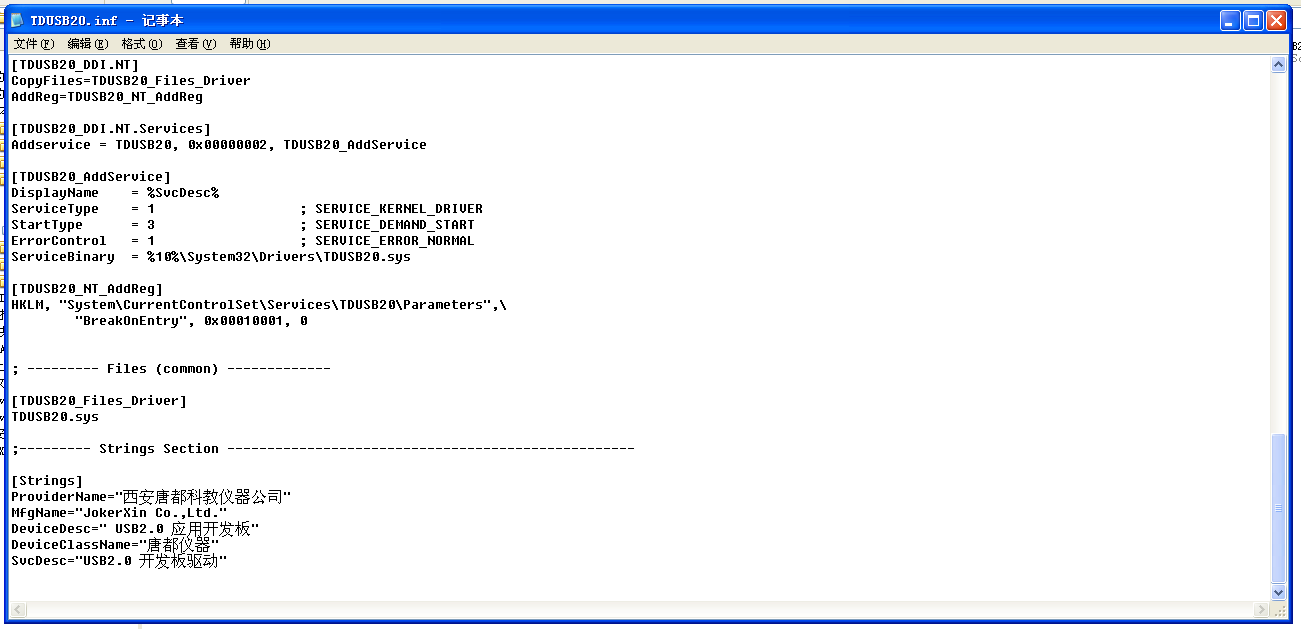 TDUSB20.inf - 记事本
文件(F) 编辑(E) 格式(O) 查看(V) 帮助(H)
[TDUSB20_DDI.NT]
CopyFiles=TDUSB20_Files_Driver
AddReg=TDUSB20_NT_AddReg
[TDUSB20_DDI.NT.Services]
Addservice = TDUSB20, 0x00000002, TDUSB20_AddService
[TDUSB20_AddService]
DisplayName    = %SvcDesc%
ServiceType    = 1                  ; SERVICE_KERNEL_DRIVER
StartType      = 3                  ; SERVICE_DEMAND_START
ErrorControl   = 1                  ; SERVICE_ERROR_NORMAL
ServiceBinary  = %10%\System32\Drivers\TDUSB20.sys
[TDUSB20_NT_AddReg]
HKLM, "System\CurrentControlSet\Services\TDUSB20\Parameters",\
"BreakOnEntry", 0x00010001, 0
; --------- Files (common) -------------
[TDUSB20_Files_Driver]
TDUSB20.sys
;--------- Strings Section ---------------------------------------------------
[Strings]
ProviderName="西安唐都科教仪器公司"
MfgName="JokerXin Co.,Ltd."
DeviceDesc=" USB2.0 应用开发板"
DeviceClassName="唐都仪器"
SvcDesc="USB2.0 开发板驱动"